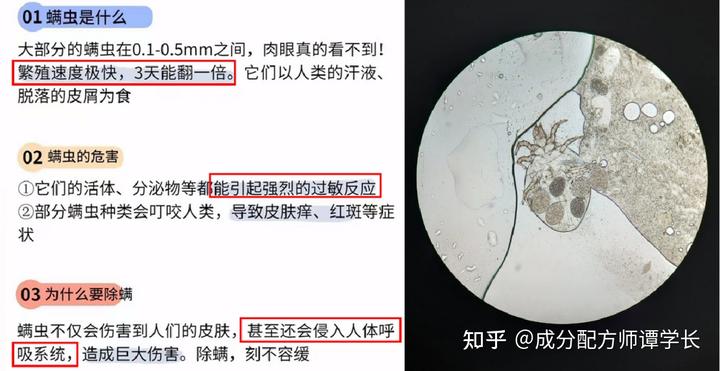 01 螨虫是什么
大部分的螨虫在0.1-0.5mm之间，肉眼真的看不到！
繁殖速度极快，3天能翻一倍。它们以人类的汗液、
脱落的皮屑为食
02 螨虫的危害
①它们的活体、分泌物等都能引起强烈的过敏反应
②部分螨虫种类会叮咬人类，导致皮肤痒、红斑等症
状
03 为什么要除螨
螨虫不仅会伤害到人们的皮肤，甚至还会侵入人体呼
吸系统，造成巨大伤害。除螨，刻不容缓
知乎 @成分配方师谭学长